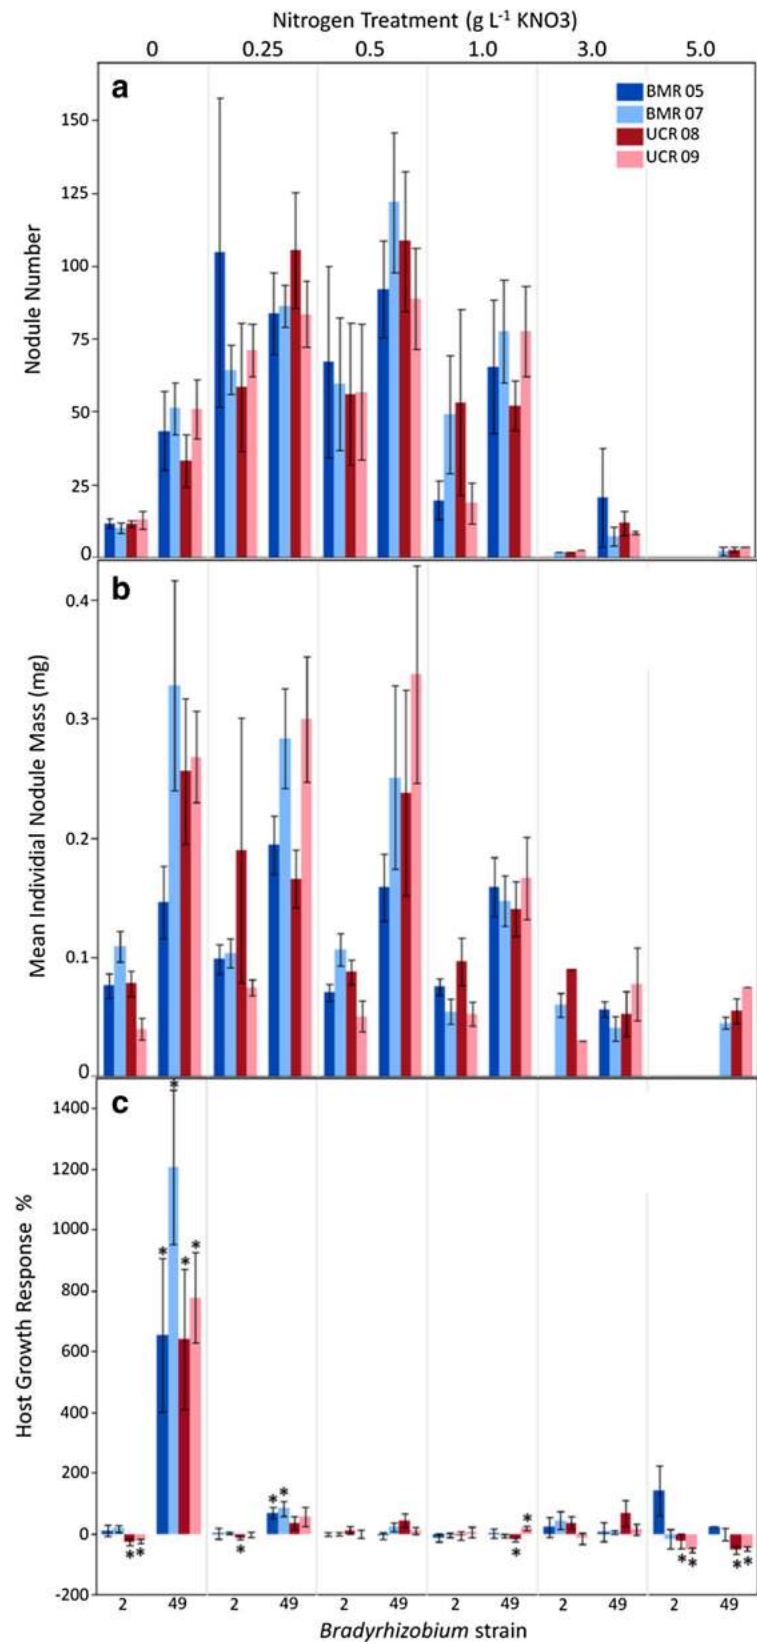 Nitrogen Treatment (g L-1 KNO3)
0 0.25 0.5 1.0 3.0 5.0
a
BMR 05
BMR 07
UCR 08
UCR 09
Nodule Number
150
125
100
75
50
25
0
b
Mean Individial Nodule Mass (mg)
0.4
0.3
0.2
0.1
0
c
Host Growth Response %
1400
1200
1000
800
600
400
200
0
-200
* * * * * * * * * * * * * * * *
2 49 2 49 2 49 2 49 2 49 2 49
Bradyrhizobium strain